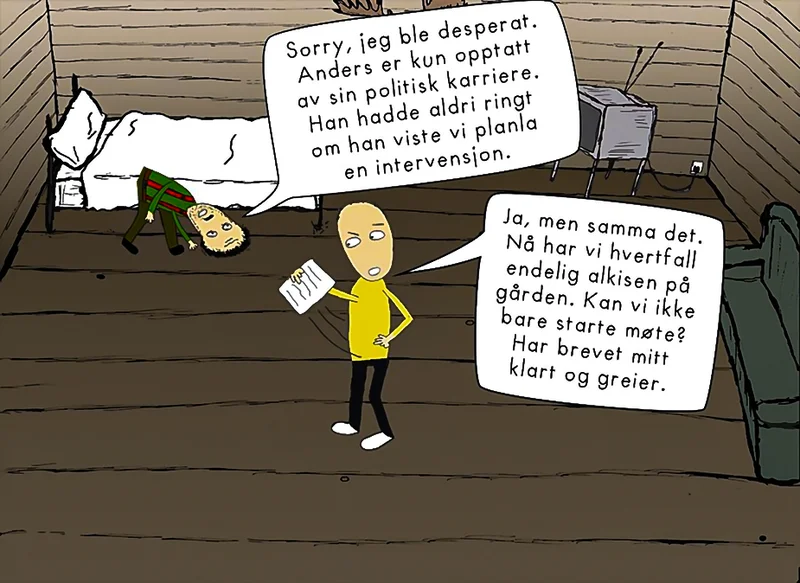 Sorry, jeg ble desperat.
Anders er kun opptatt
av sin politisk karriere.
Han hadde aldri ringt
om han viste vi planla
en intervensjon.
Ja, men samma det.
Nå har vi hvertfall
endelig alkisen på
gården. Kan vi ikke
bare starte møte?
Har brevet mitt
klart og greier.